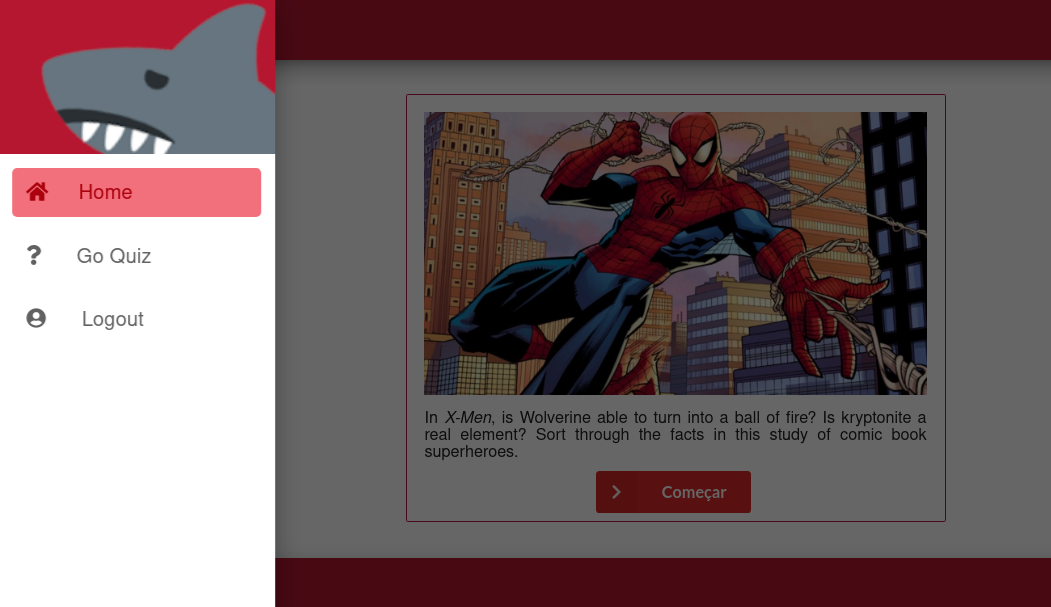 Home
Go Quiz
Logout
In X-Men, is Wolverine able to turn into a ball of fire? Is kryptonite a
real element? Sort through the facts in this study of comic book
superheroes.
Começar